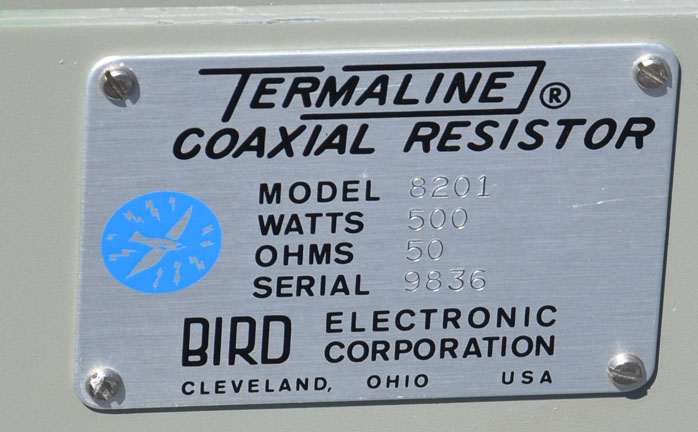 TERMALINE®
COAXIAL RESISTOR
MODEL 8201
WATTS 500
OHMS 50
SERIAL 9836
BIRD ELECTRONIC
CORPORATION
CLEVELAND, OHIO USA